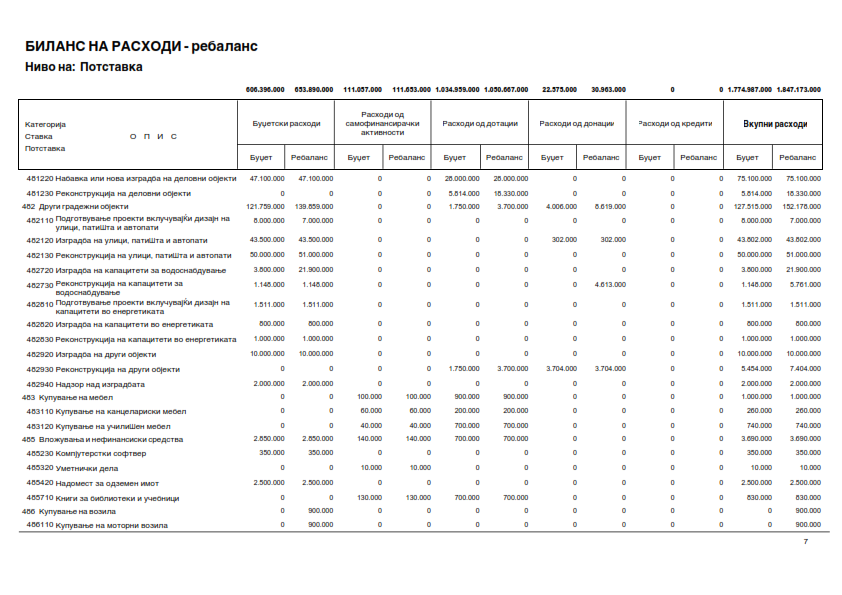 БИЛАНС НА РАСХОДИ - ребаланс
Ниво на: Потставка
606.396.000 653.890.000 111.057.000 111.653.000 1.034.959.000 1.050.667.000 22.575.000 30.963.000 0 0 1.774.987.000 1.847.173.000
Категорија
Ставка О П И С
Потставка
Буџетски расходи
Расходи од самофинансирачки активности
Расходи од дотации
Расходи од донации
Расходи од кредити
Вкупни расходи
Буџет Ребаланс Буџет Ребаланс Буџет Ребаланс Буџет Ребаланс Буџет Ребаланс Буџет Ребаланс
481220 Набавка или нова изградба на деловни објекти 47.100.000 47.100.000 0 0 28.000.000 28.000.000 0 0 0 0 75.100.000 75.100.000
481230 Реконструкција на деловни објекти 0 0 0 0 5.814.000 18.330.000 0 0 0 0 5.814.000 18.330.000
482 Други градежни објекти 121.759.000 139.859.000 0 0 1.750.000 3.700.000 4.006.000 8.619.000 0 0 127.515.000 152.178.000
482110 Подготвување проекти вклучувајќи дизајн на
улици, патиШта и автопати 8.000.000 7.000.000 0 0 0 0 0 0 0 0 8.000.000 7.000.000
482120 Изградба на улици, патиШта и автопати 43.500.000 43.500.000 0 0 0 0 302.000 302.000 0 0 43.802.000 43.802.000
482130 Реконструкција на улици, патиШта и автопати 50.000.000 51.000.000 0 0 0 0 0 0 0 0 50.000.000 51.000.000
482720 Изградба на капацитети за водоснабдување 3.800.000 21.900.000 0 0 0 0 0 0 0 0 3.800.000 21.900.000
482730 Реконструкција на капацитети за
водоснабдување 1.148.000 1.148.000 0 0 0 0 0 4.613.000 0 0 1.148.000 5.761.000
482810 Подготвување проекти вклучувајќи дизајн на
капацитети во енергетиката 1.511.000 1.511.000 0 0 0 0 0 0 0 0 1.511.000 1.511.000
482820 Изградба на капацитети во енергетиката 800.000 800.000 0 0 0 0 0 0 0 0 800.000 800.000
482830 Реконструкција на капацитети во енергетиката 1.000.000 1.000.000 0 0 0 0 0 0 0 0 1.000.000 1.000.000
482920 Изградба на други објекти 10.000.000 10.000.000 0 0 0 0 0 0 0 0 10.000.000 10.000.000
482930 Реконструкција на други објекти 0 0 0 0 1.750.000 3.700.000 3.704.000 3.704.000 0 0 5.454.000 7.404.000
482940 Надзор над изградбата 2.000.000 2.000.000 0 0 0 0 0 0 0 0 2.000.000 2.000.000
483 Купување на мебел 0 0 100.000 100.000 900.000 900.000 0 0 0 0 1.000.000 1.000.000
483110 Купување на канцелариски мебел 0 0 60.000 60.000 200.000 200.000 0 0 0 0 260.000 260.000
483120 Купување на училиШен мебел 0 0 40.000 40.000 700.000 700.000 0 0 0 0 740.000 740.000
485 Вложувања и нефинансиски средства 2.850.000 2.850.000 140.000 140.000 700.000 700.000 0 0 0 0 3.690.000 3.690.000
485230 Компјутерстки софтвер 350.000 350.000 0 0 0 0 0 0 0 0 350.000 350.000
485320 Уметнички дела 0 0 10.000 10.000 0 0 0 0 0 0 10.000 10.000
485420 Надомест за одземен имот 2.500.000 2.500.000 0 0 0 0 0 0 0 0 2.500.000 2.500.000
485710 Книги за библиотеки и учебници 0 0 130.000 130.000 700.000 700.000 0 0 0 0 830.000 830.000
486 Купување на возила 0 900.000 0 0 0 0 0 0 0 0 0 900.000
486110 Купување на моторни возила 0 900.000 0 0 0 0 0 0 0 0 0 900.000
7